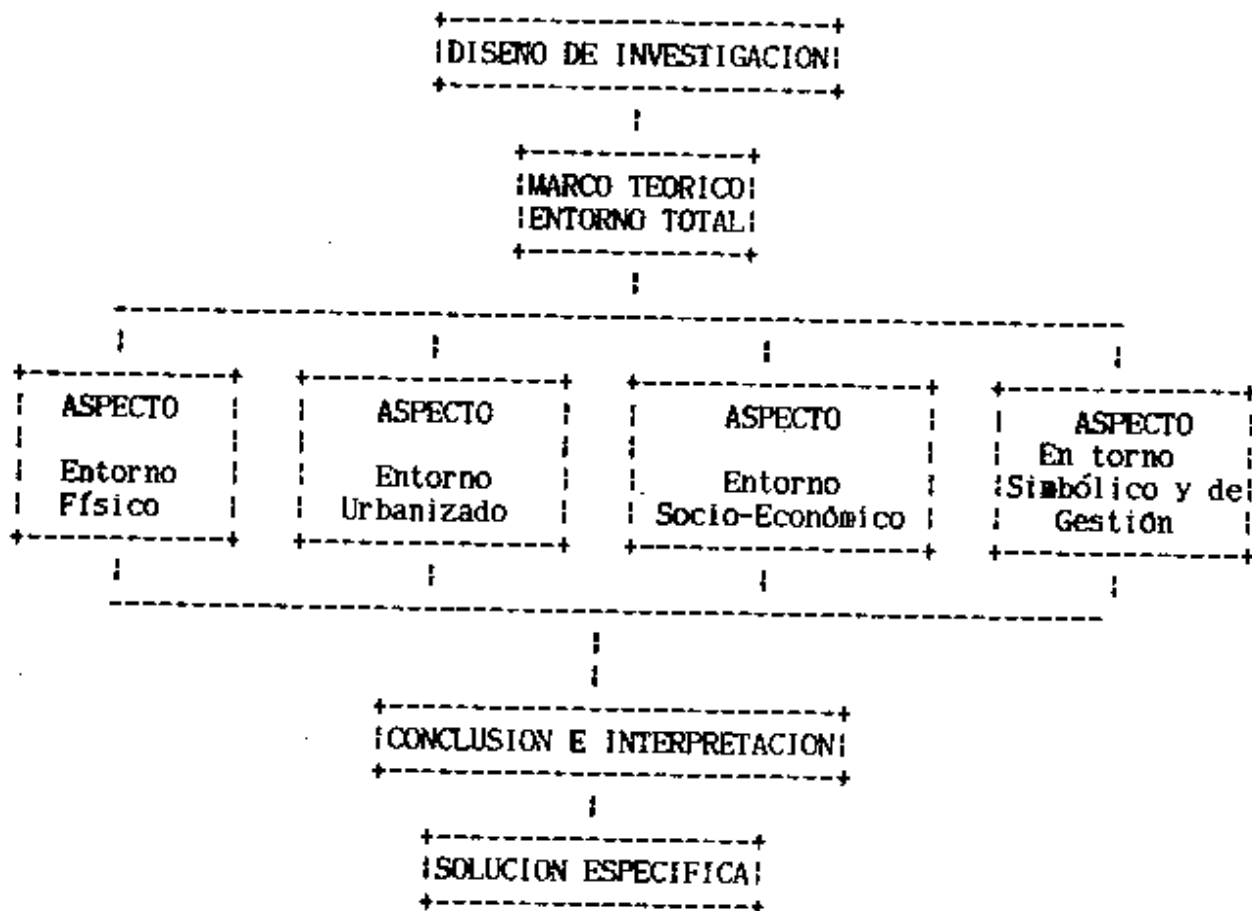 DISENO DE INVESTIGACION
MARCO TEORICO
ENTORNO TOTAL
ASPECTO
Entorno
Físico
ASPECTO
Entorno
Urbanizado
ASPECTO
Entorno
Socio-Económico
ASPECTO
En torno
Simbólico y de
Gestión
CONCLUSION E INTERPRETACION
SOLUCION ESPECIFICA